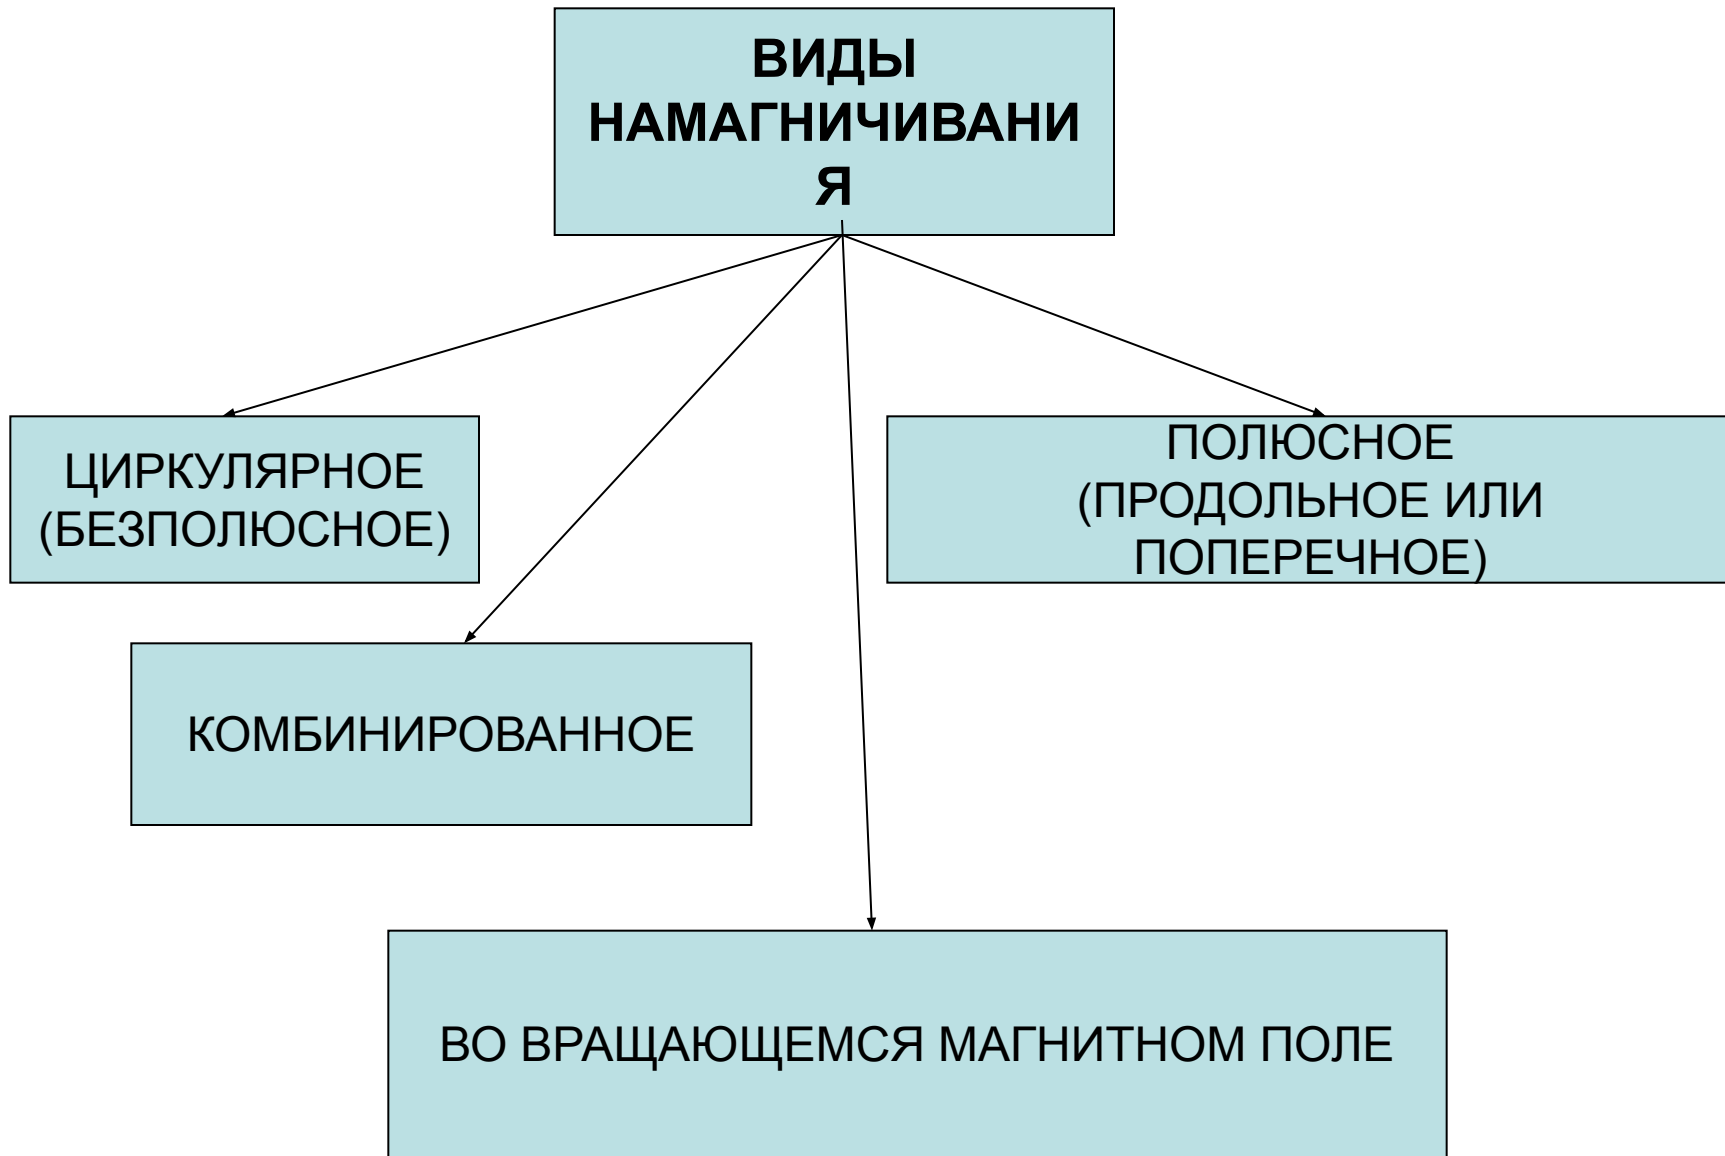 ВИДЫ
НАМАГНИЧИВАНИ
Я
ЦИРКУЛЯРНОЕ
(БЕЗПОЛЮСНОЕ)
ПОЛЮСНОЕ
(ПРОДОЛЬНОЕ ИЛИ
ПОПЕРЕЧНОЕ)
КОМБИНИРОВАННОЕ
ВО ВРАЩАЮЩЕМСЯ МАГНИТНОМ ПОЛЕ